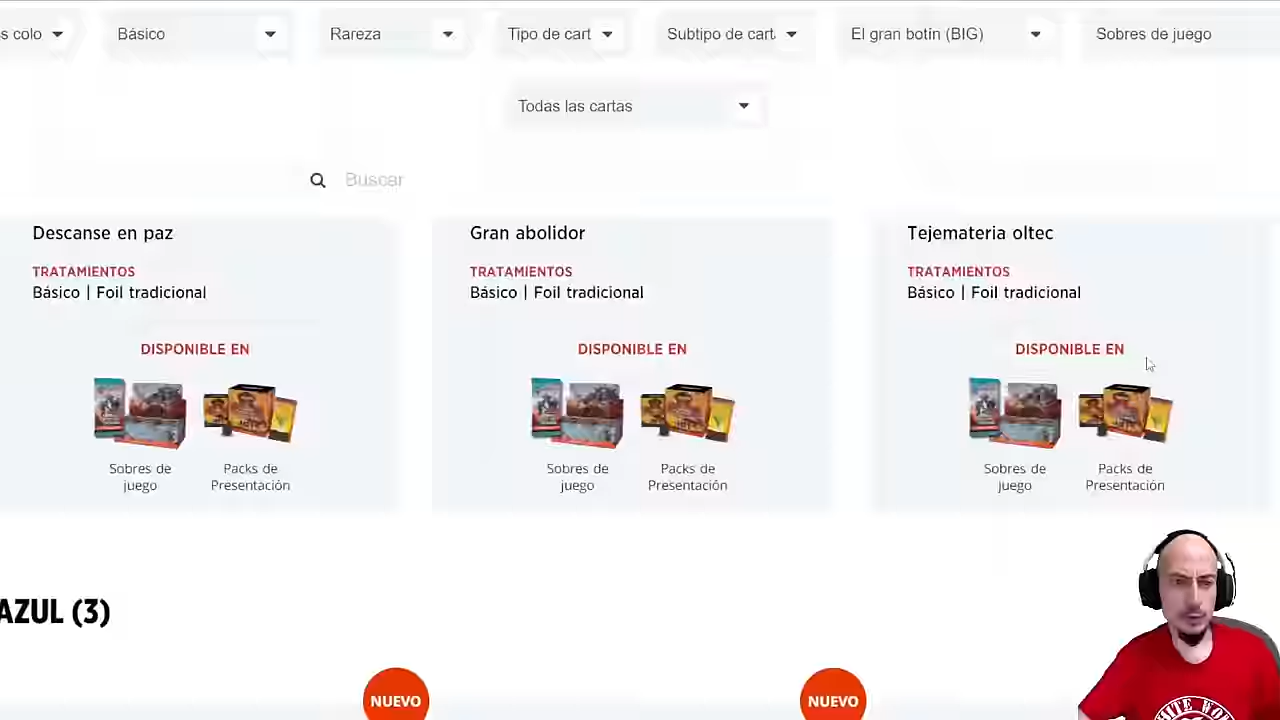 s colo
Básico
Rareza
Tipo de cart
Subtipo de carta
El gran botín (BIG)
Sobres de juego
Todas las cartas
Buscar
Descanse en paz
TRATAMIENTOS
Básico | Foil tradicional
DISPONIBLE EN
Sobres de
juego
Packs de
Presentación
Gran abolidor
TRATAMIENTOS
Básico | Foil tradicional
DISPONIBLE EN
Sobres de
juego
Packs de
Presentación
Tejemateria oltec
TRATAMIENTOS
Básico | Foil tradicional
DISPONIBLE EN
Sobres de
juego
Packs de
Presentación
AZUL (3)
NUEVO
NUEVO